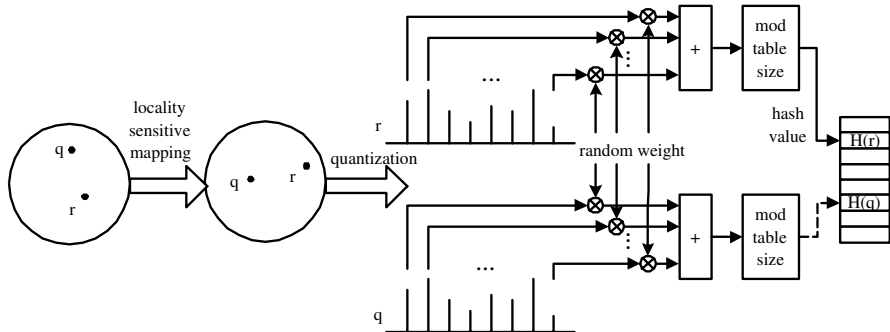 q
r
locality
sensitive
mapping
q
r
quantization
r
...
...
+
mod
table
size
random weight
q
...
...
+
mod
table
size
hash
value
H(r)
H(q)